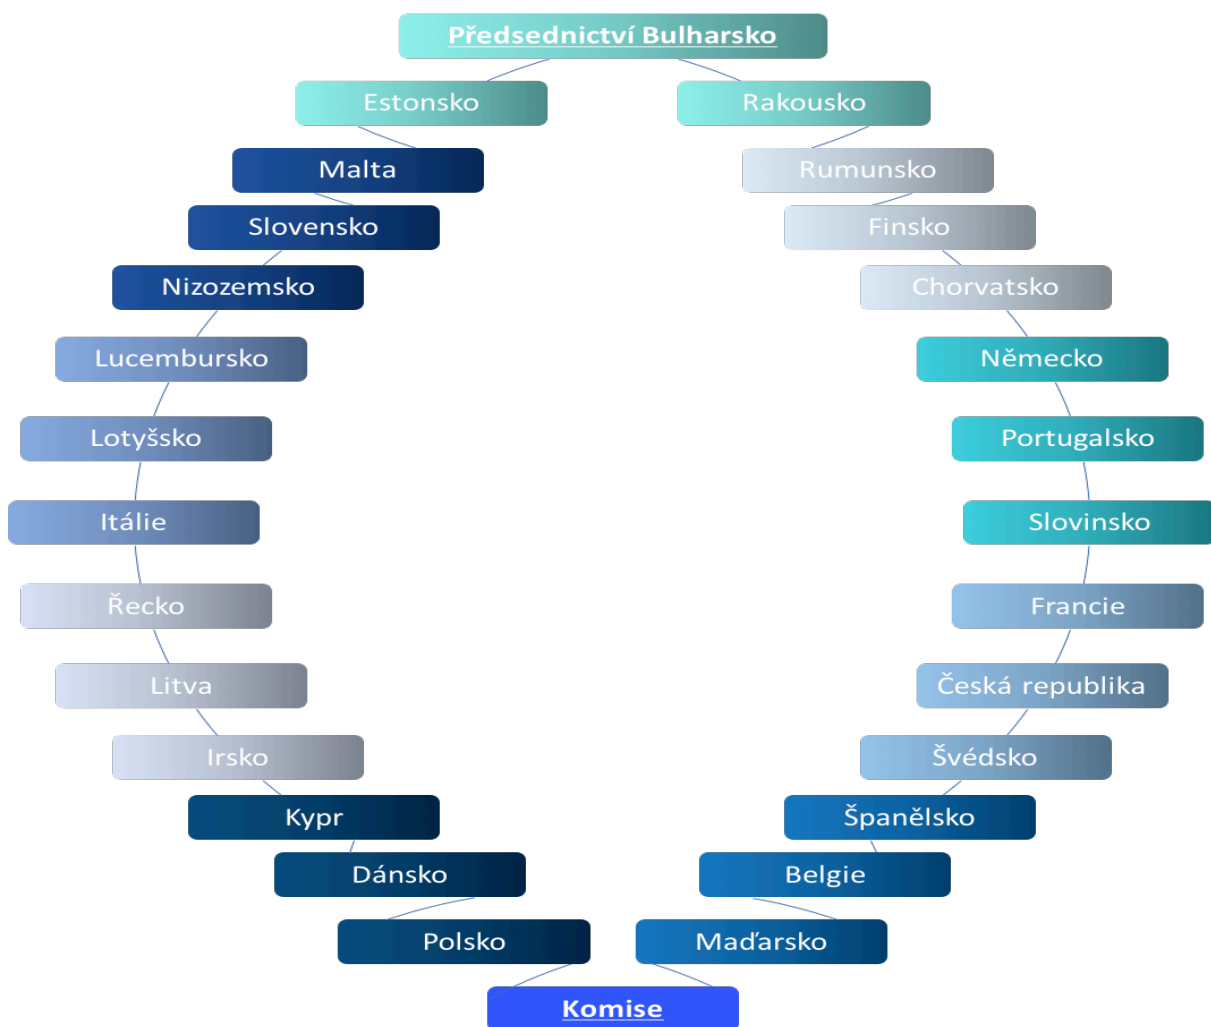 Předsednictví Bulharsko
Estonsko
Rakousko
Malta
Rumunsko
Slovensko
Finsko
Nizozemsko
Chorvatsko
Lucembursko
Německo
Lotyšsko
Portugalsko
Itálie
Slovinsko
Řecko
Francie
Litva
Česká republika
Irsko
Švédsko
Kypr
Španělsko
Dánsko
Belgie
Polsko
Maďarsko
Komise